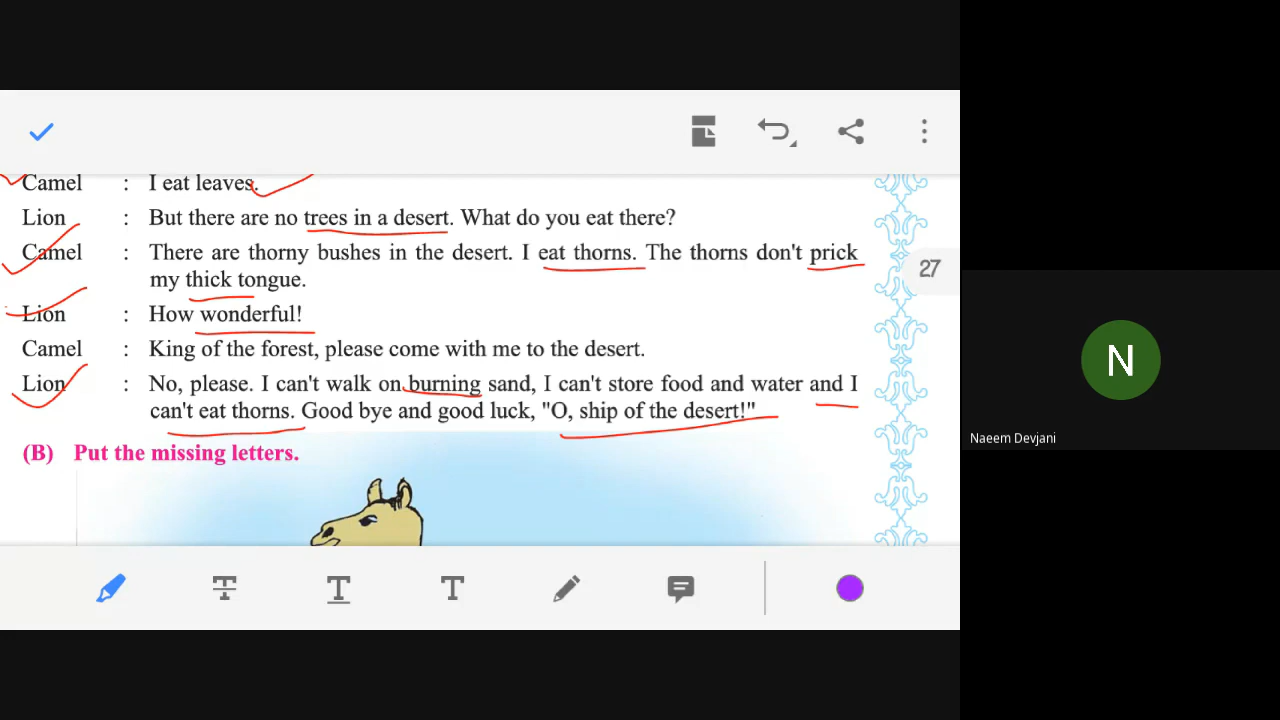 Camel : I eat leaves.
Lion : But there are no trees in a desert. What do you eat there?
Camel : There are thorny bushes in the desert. I eat thorns. The thorns don't prick
my thick tongue.
27
Lion : How wonderful!
Camel : King of the forest, please come with me to the desert.
Lion : No, please. I can't walk on burning sand, I can't store food and water and I
can't eat thorns. Good bye and good luck, "O, ship of the desert!"
(B) Put the missing letters.
T T T
N
Naeem Devjani